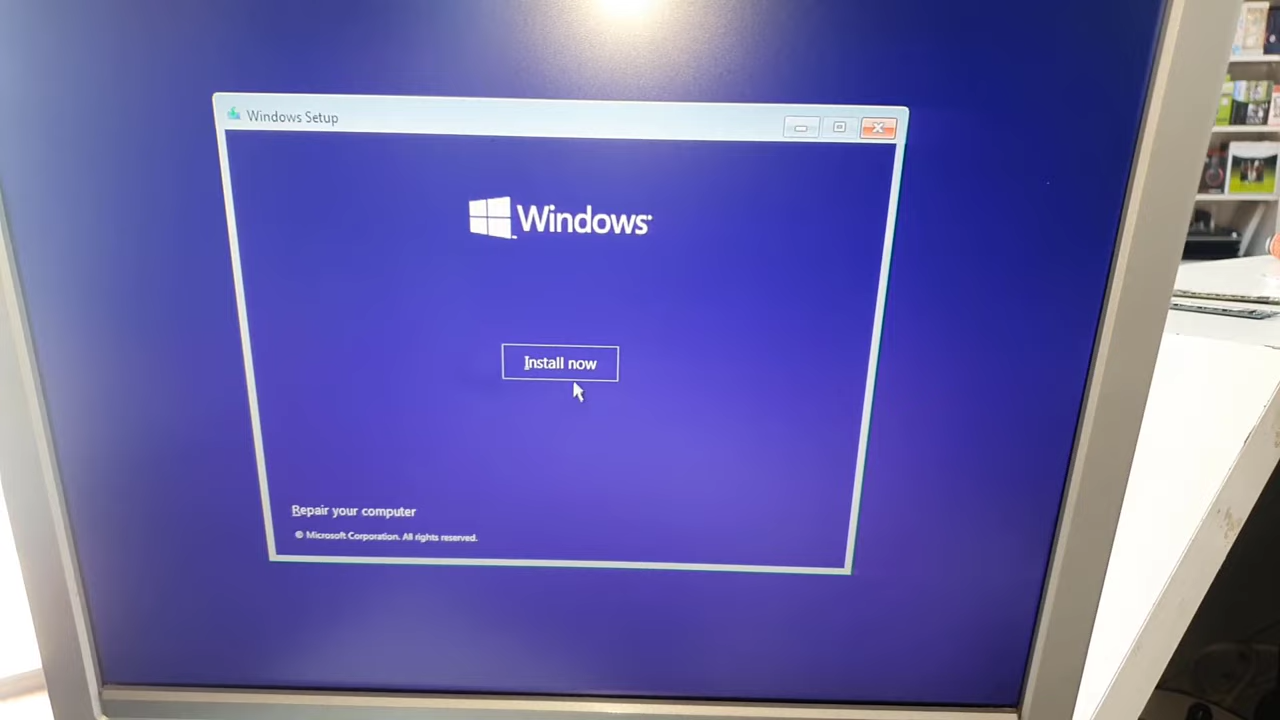 Windows Setup
Windows
Install now
Repair your computer
© Microsoft Corporation. All rights reserved.